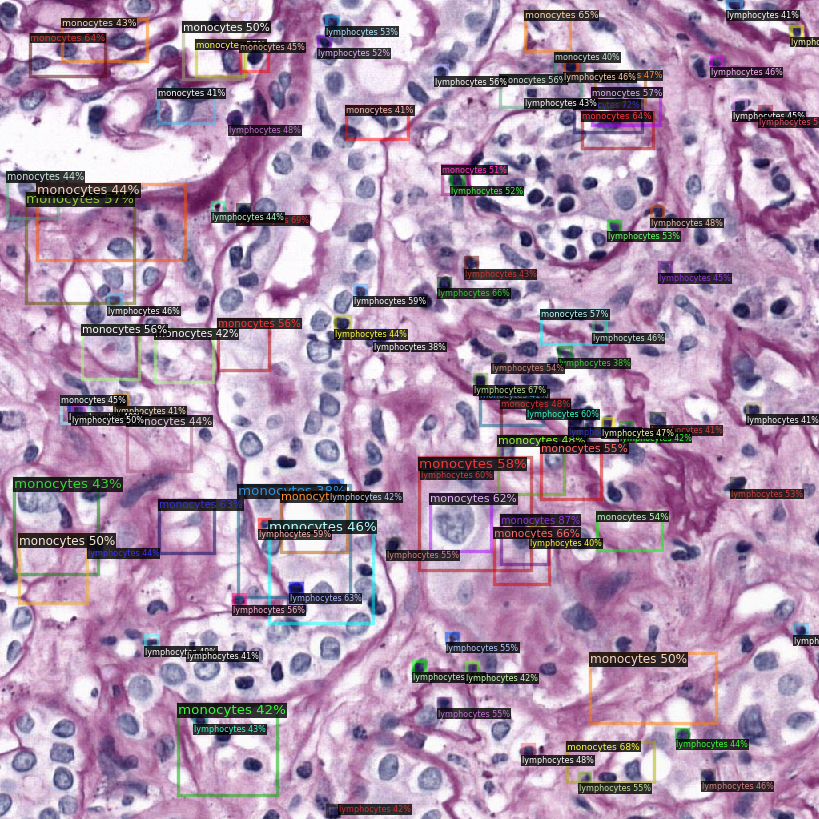 lymphocytes 41%
monocytes 65%
monocytes 43%
monocytes 50%
lymphocytes 53%
monocytes 64%
monocytes 45%
lymphocytes 52%
lymphocytes 46%
monocytes 40%
lymphocytes 56%
lymphocytes 46%
monocytes 41%
monocytes 57%
lymphocytes 43%
monocytes 41%
monocytes 64%
lymphocytes 45%
lymphocytes 48%
monocytes 51%
monocytes 44%
monocytes 44%
lymphocytes 52%
monocytes 57%
lymphocytes 44%
lymphocytes 48%
lymphocytes 53%
lymphocytes 43%
lymphocytes 45%
lymphocytes 66%
lymphocytes 59%
lymphocytes 46%
monocytes 57%
monocytes 56%
monocytes 56%
monocytes 42%
lymphocytes 44%
lymphocytes 46%
lymphocytes 38%
lymphocytes 38%
lymphocytes 54%
lymphocytes 67%
monocytes 45%
monocytes 48%
lymphocytes 41%
lymphocytes 60%
lymphocytes 50%
monocytes 44%
lymphocytes 41%
lymphocytes 47%
monocytes 48%
monocytes 55%
monocytes 58%
lymphocytes 60%
monocytes 43%
monocytes 38%
lymphocytes 42%
lymphocytes 53%
monocytes 62%
monocytes 54%
monocytes 87%
monocytes 46%
lymphocytes 59%
monocytes 66%
monocytes 50%
lymphocytes 40%
lymphocytes 44%
lymphocytes 55%
lymphocytes 63%
lymphocytes 56%
lymphocytes 55%
lymphocytes 41%
monocytes 50%
lymphocytes 42%
monocytes 42%
lymphocytes 55%
lymphocytes 43%
lymphocytes 44%
monocytes 68%
lymphocytes 48%
lymphocytes 55%
lymphocytes 46%
lymphocytes 42%